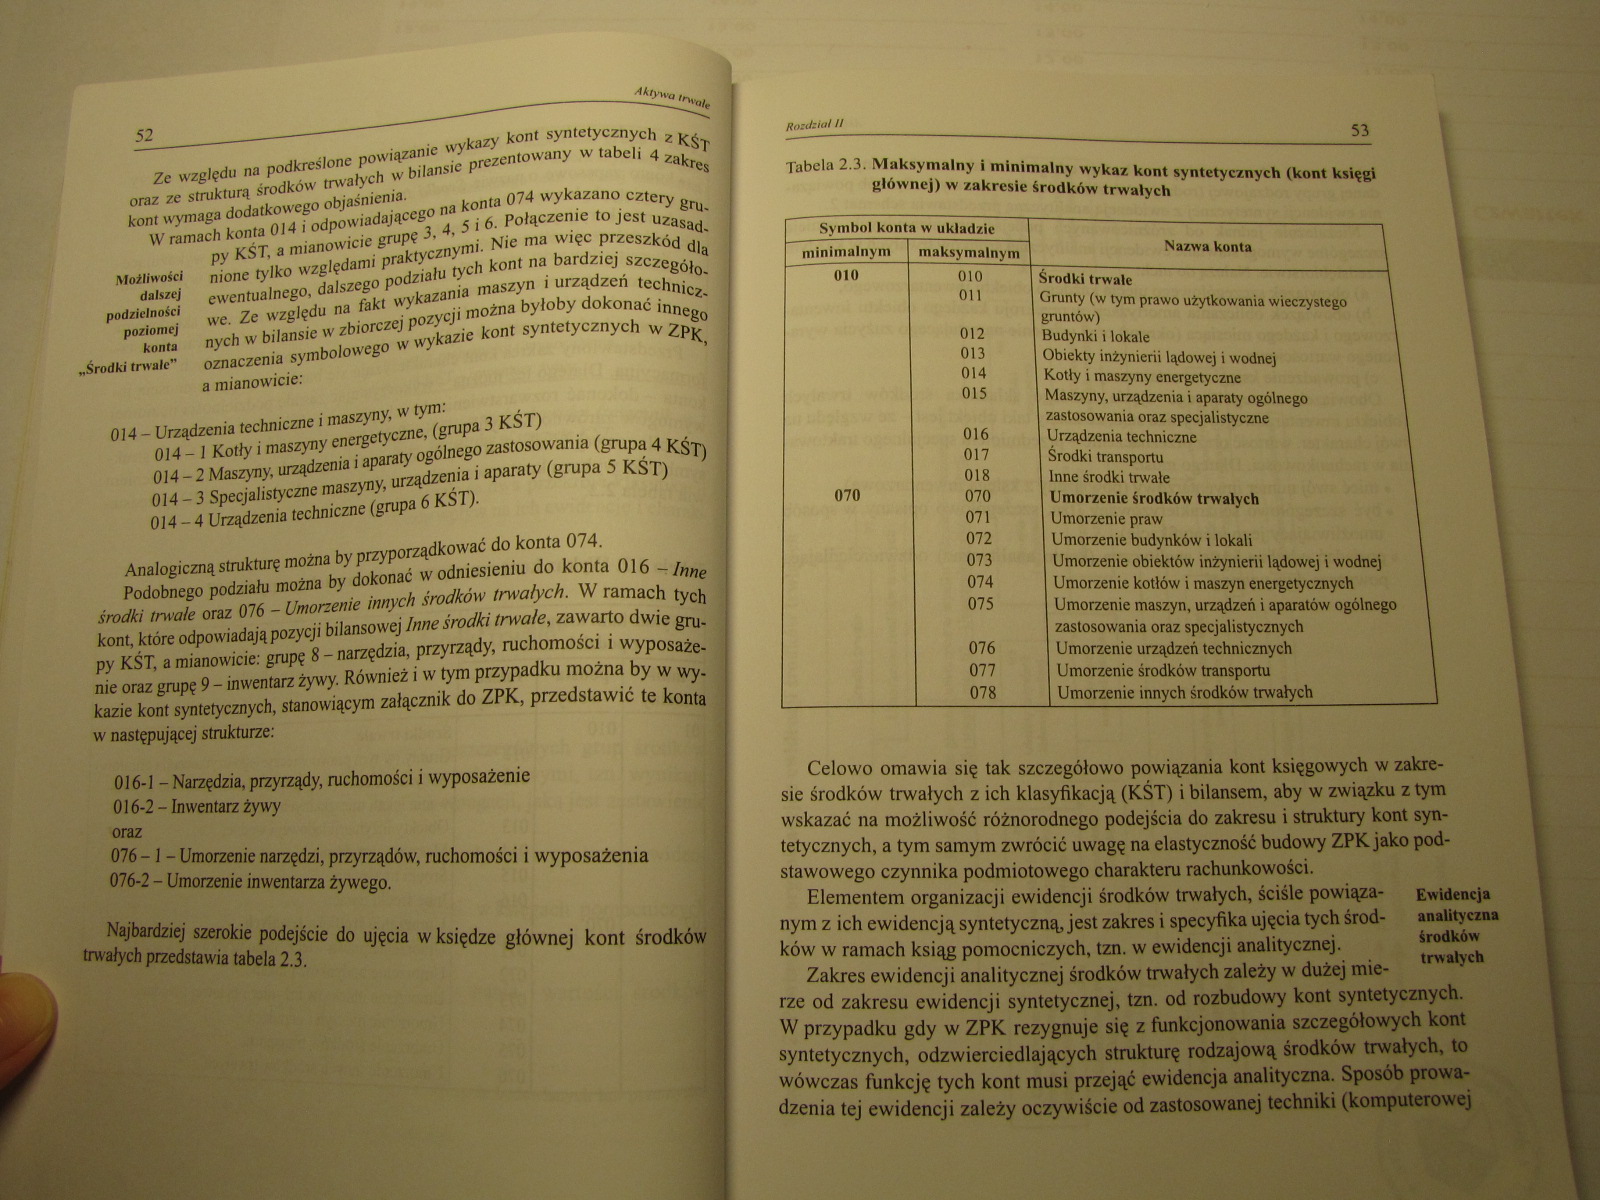 52
Aktywa trwałe
Ze względu na podkreślone powiązanie wykazy kont syntetycznych z KŚT
oraz ze strukturą środków trwałych w bilansie prezentowany w tabeli 4 zakres
kont wymaga dodatkowego objaśnienia.
W ramach konta 014 i odpowiadającego na konta 074 wykazano cztery gru-
py KŚT, a mianowicie grupę 3, 4, 5 i 6. Połączenie to jest uzasad-
nione tylko względami praktycznymi. Nie ma więc przeszkód dla
ewentualnego, dalszego podziału tych kont na bardziej szczegóło-
we. Ze względu na fakt wykazania maszyn i urządzeń technicz-
nych w bilansie w zbiorczej pozycji można byłoby dokonać innego
oznaczenia symbolowego w wykazie kont syntetycznych w ZPK,
a mianowicie:
Możliwości
dalszej
podzielności
poziomej
konta
„Środki trwałe”
014 – Urządzenia techniczne i maszyny, w tym:
014 – 1 Kotły i maszyny energetyczne, (grupa 3 KŚT)
014 – 2 Maszyny, urządzenia i aparaty ogólnego zastosowania (grupa 4 KŚT)
014 – 3 Specjalistyczne maszyny, urządzenia i aparaty (grupa 5 KŚT)
014 – 4 Urządzenia techniczne (grupa 6 KŚT).
Analogiczną strukturę można by przyporządkować do konta 074.
Podobnego podziału można by dokonać w odniesieniu do konta 016 – Inne
środki trwałe oraz 076 – Umorzenie innych środków trwałych. W ramach tych
kont, które odpowiadają pozycji bilansowej Inne środki trwałe, zawarto dwie gru-
py KŚT, a mianowicie: grupę 8 – narzędzia, przyrządy, ruchomości i wyposaże-
nie oraz grupę 9 – inwentarz żywy. Również i w tym przypadku można by w wy-
kazie kont syntetycznych, stanowiącym załącznik do ZPK, przedstawić te konta
w następującej strukturze:
016-1 – Narzędzia, przyrządy, ruchomości i wyposażenie
016-2 – Inwentarz żywy
oraz
076 – 1 – Umorzenie narzędzi, przyrządów, ruchomości i wyposażenia
076-2 – Umorzenie inwentarza żywego.
Najbardziej szerokie podejście do ujęcia w księdze głównej kont środków
trwałych przedstawia tabela 2.3.
Rozdział II
53
Tabela 2.3. Maksymalny i minimalny wykaz kont syntetycznych (kont księgi
głównej) w zakresie środków trwałych
Symbol konta w układzie
Nazwa konta
minimalnym maksymalnym
010 010 Środki trwałe
011 Grunty (w tym prawo użytkowania wieczystego
gruntów)
012 Budynki i lokale
013 Obiekty inżynierii lądowej i wodnej
014 Kotły i maszyny energetyczne
015 Maszyny, urządzenia i aparaty ogólnego
zastosowania oraz specjalistyczne
016 Urządzenia techniczne
017 Środki transportu
018 Inne środki trwałe
070 070 Umorzenie środków trwałych
071 Umorzenie praw
072 Umorzenie budynków i lokali
073 Umorzenie obiektów inżynierii lądowej i wodnej
074 Umorzenie kotłów i maszyn energetycznych
075 Umorzenie maszyn, urządzeń i aparatów ogólnego
zastosowania oraz specjalistycznych
076 Umorzenie urządzeń technicznych
077 Umorzenie środków transportu
078 Umorzenie innych środków trwałych
Celowo omawia się tak szczegółowo powiązania kont księgowych w zakre-
sie środków trwałych z ich klasyfikacją (KŚT) i bilansem, aby w związku z tym
wskazać na możliwość różnorodnego podejścia do zakresu i struktury kont syn-
tetycznych, a tym samym zwrócić uwagę na elastyczność budowy ZPK jako pod-
stawowego czynnika podmiotowego charakteru rachunkowości.
Elementem organizacji ewidencji środków trwałych, ściśle powiąza-
nym z ich ewidencją syntetyczną, jest zakres i specyfika ujęcia tych środ-
ków w ramach ksiąg pomocniczych, tzn. w ewidencji analitycznej.
Ewidencja
analityczna
środków
trwałych
Zakres ewidencji analitycznej środków trwałych zależy w dużej mie-
rze od zakresu ewidencji syntetycznej, tzn. od rozbudowy kont syntetycznych.
W przypadku gdy w ZPK rezygnuje się z funkcjonowania szczegółowych kont
syntetycznych, odzwierciedlających strukturę rodzajową środków trwałych, to
wówczas funkcję tych kont musi przejąć ewidencja analityczna. Sposób prowa-
dzenia tej ewidencji zależy oczywiście od zastosowanej techniki (komputerowej